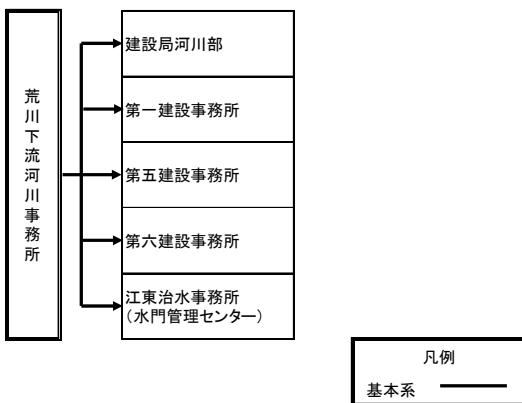 荒川下流河川事務所
建設局河川部
第一建設事務所
第五建設事務所
第六建設事務所
江東治水事務所
（水門管理センター）
凡例
基本系